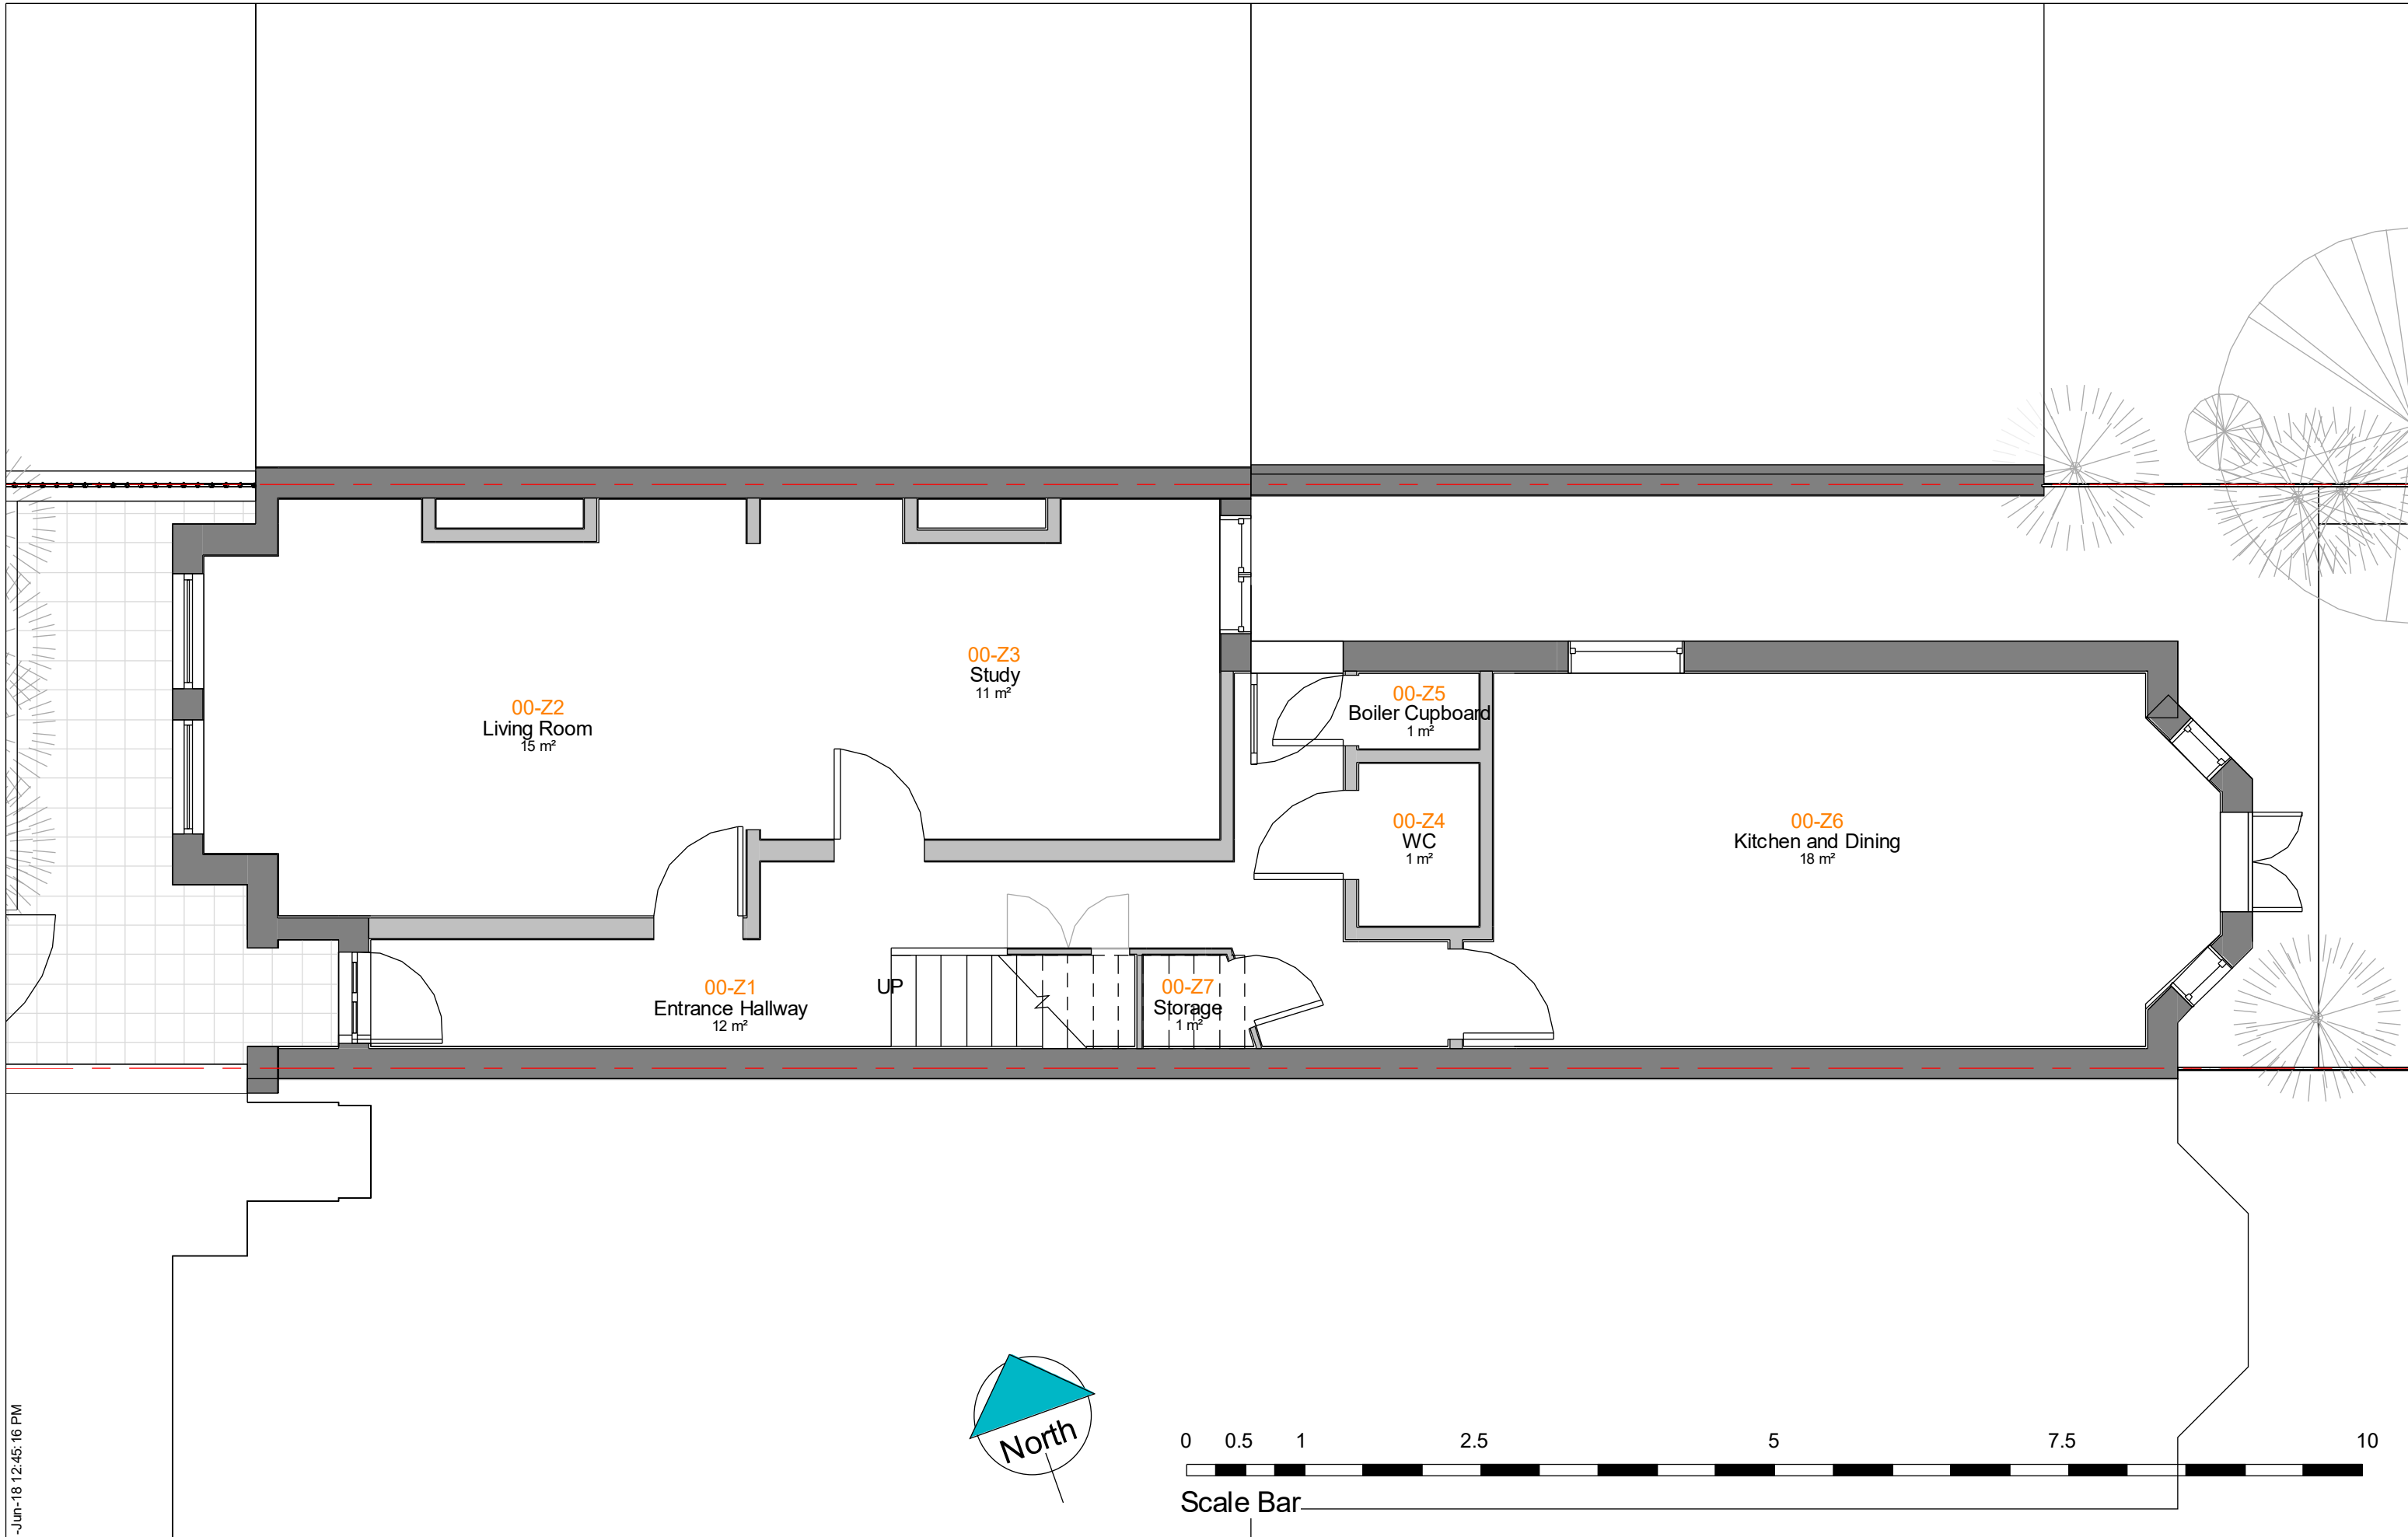 00-Z3
Study
11 m²
00-Z2
Living Room
15 m²
00-Z5
Boiler Cupboard
1 m²
00-Z4
WC
1 m²
00-Z6
Kitchen and Dining
18 m²
00-Z1
Entrance Hallway
12 m²
UP
00-Z7
Storage
1 m²
North
0 0.5 1 2.5 5 7.5 10
Scale Bar
-Jun-18 12:45:16 PM